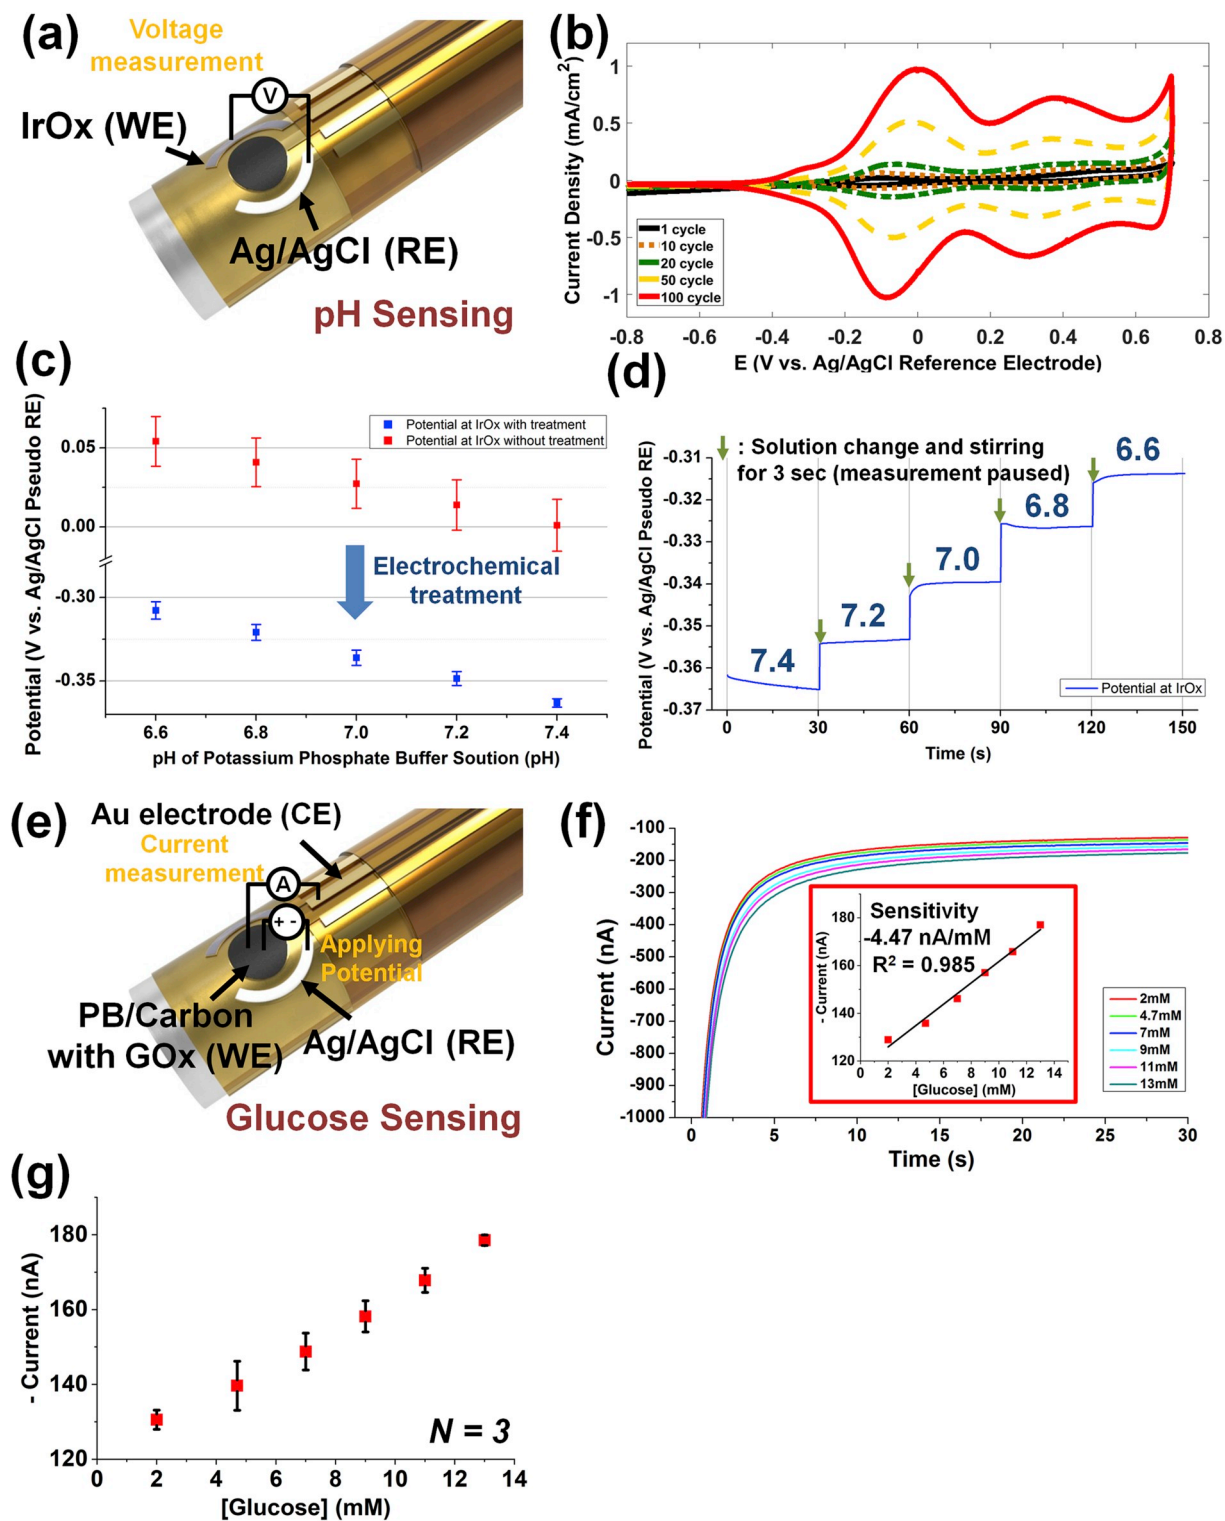 (a)
Voltage
measurement
V
IrOx (WE)
Ag/AgCl (RE)
pH Sensing
(b)
Current Density (mA/cm²)
1
0.5
0
-0.5
-1
1 cycle
10 cycle
20 cycle
50 cycle
100 cycle
-0.8 -0.6 -0.4 -0.2 0 0.2 0.4 0.6 0.8
E (V vs. Ag/AgCl Reference Electrode)
(c)
Potential (V vs. Ag/AgCl Pseudo RE)
0.05
0.00
-0.30
-0.35
Potential at IrOx with treatment
Potential at IrOx without treatment
Electrochemical
treatment
6.6 6.8 7.0 7.2 7.4
pH of Potassium Phosphate Buffer Soution (pH)
(d)
Potential (V vs. Ag/AgCl Pseudo RE)
-0.31
-0.32
-0.33
-0.34
-0.35
-0.36
-0.37
: Solution change and stirring
for 3 sec (measurement paused)
7.4
7.2
7.0
6.8
6.6
Potential at IrOx
0 30 60 90 120 150
Time (s)
(e)
Au electrode (CE)
Current
measurement
A
+ -
Applying
Potential
PB/Carbon
with GOx (WE)
Ag/AgCl (RE)
Glucose Sensing
(f)
Current (nA)
-100
-200
-300
-400
-500
-600
-700
-800
-900
-1000
Sensitivity
-4.47 nA/mM
R² = 0.985
- Current (nA)
180
160
140
120
0 2 4 6 8 10 12 14
[Glucose] (mM)
2mM
4.7mM
7mM
9mM
11mM
13mM
0 5 10 15 20 25 30
Time (s)
(g)
- Current (nA)
180
160
140
120
N = 3
0 2 4 6 8 10 12 14
[Glucose] (mM)